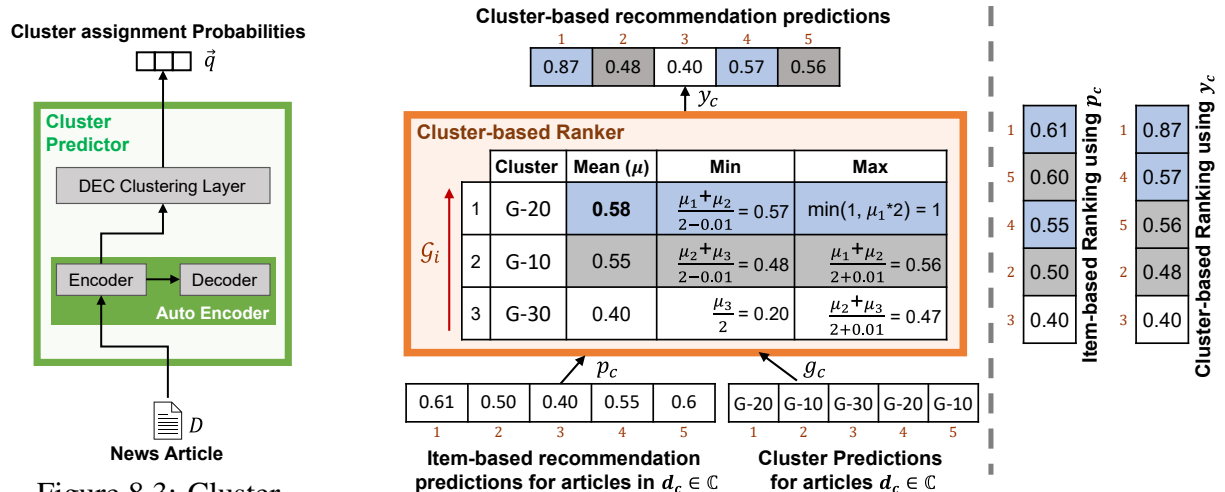 Cluster assignment Probabilities
q⃗
Cluster
Predictor
DEC Clustering Layer
Encoder
Decoder
Auto Encoder
D
News Article
Figure 8.3: Cluster
Cluster-based recommendation predictions
1 2 3 4 5
0.87 0.48 0.40 0.57 0.56
y_c
Cluster-based Ranker
Cluster Mean (μ) Min Max
1 G-20 0.58 (μ₁+μ₂)/(2−0.01) = 0.57 min(1, μ₁*2) = 1
2 G-10 0.55 (μ₂+μ₃)/(2−0.01) = 0.48 (μ₁+μ₂)/(2+0.01) = 0.56
3 G-30 0.40 μ₃/2 = 0.20 (μ₂+μ₃)/(2+0.01) = 0.47
𝒢_i
p_c
g_c
0.61 0.50 0.40 0.55 0.6
1 2 3 4 5
Item-based recommendation
predictions for articles in d_c ∈ ℂ
G-20 G-10 G-30 G-20 G-10
1 2 3 4 5
Cluster Predictions
for articles d_c ∈ ℂ
1 0.61
5 0.60
4 0.55
2 0.50
3 0.40
Item-based Ranking using p_c
1 0.87
4 0.57
5 0.56
2 0.48
3 0.40
Cluster-based Ranking using y_c